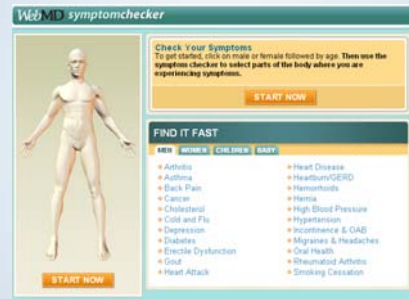 WebMD symptomchecker
Check Your Symptoms
To get started, click on male or female followed by age. Then use the
symptom checker to select parts of the body where you are
experiencing symptoms.
START NOW
START NOW
FIND IT FAST
MEN WOMEN CHILDREN BABY
Arthritis
Asthma
Back Pain
Cancer
Cholesterol
Cold and Flu
Depression
Diabetes
Erectile Dysfunction
Gout
Heart Attack
Heart Disease
Heartburn/GERD
Hemorrhoids
Hernia
High Blood Pressure
Hypertension
Incontinence & OAB
Migraines & Headaches
Oral Health
Rheumatoid Arthritis
Smoking Cessation